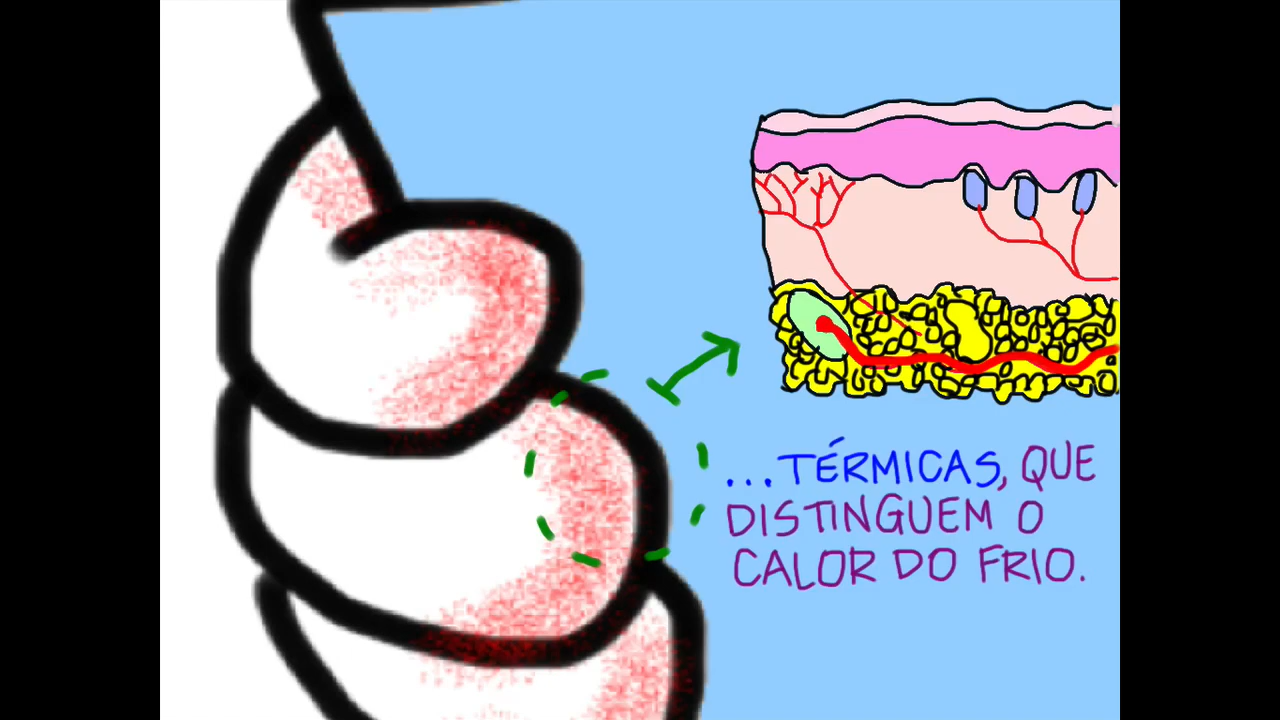 ...TÉRMICAS, QUE
DISTINGUEM O
CALOR DO FRIO.